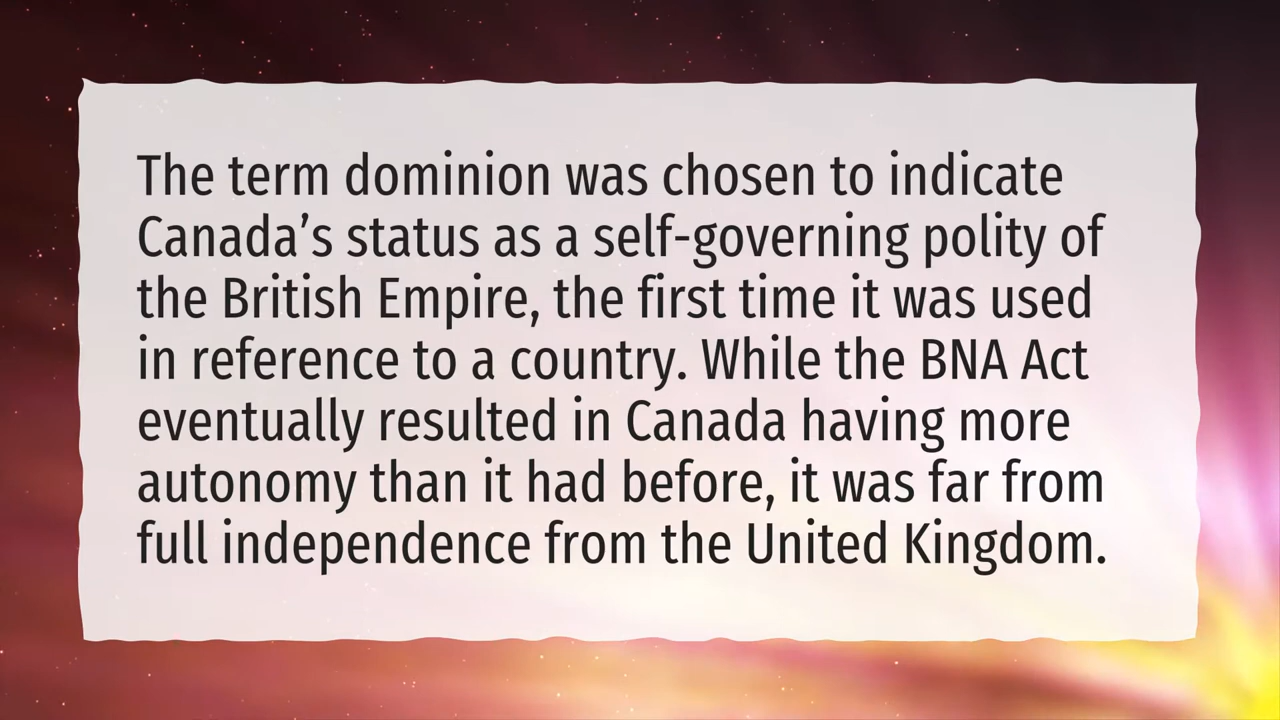 The term dominion was chosen to indicate
Canada’s status as a self-governing polity of
the British Empire, the first time it was used
in reference to a country. While the BNA Act
eventually resulted in Canada having more
autonomy than it had before, it was far from
full independence from the United Kingdom.